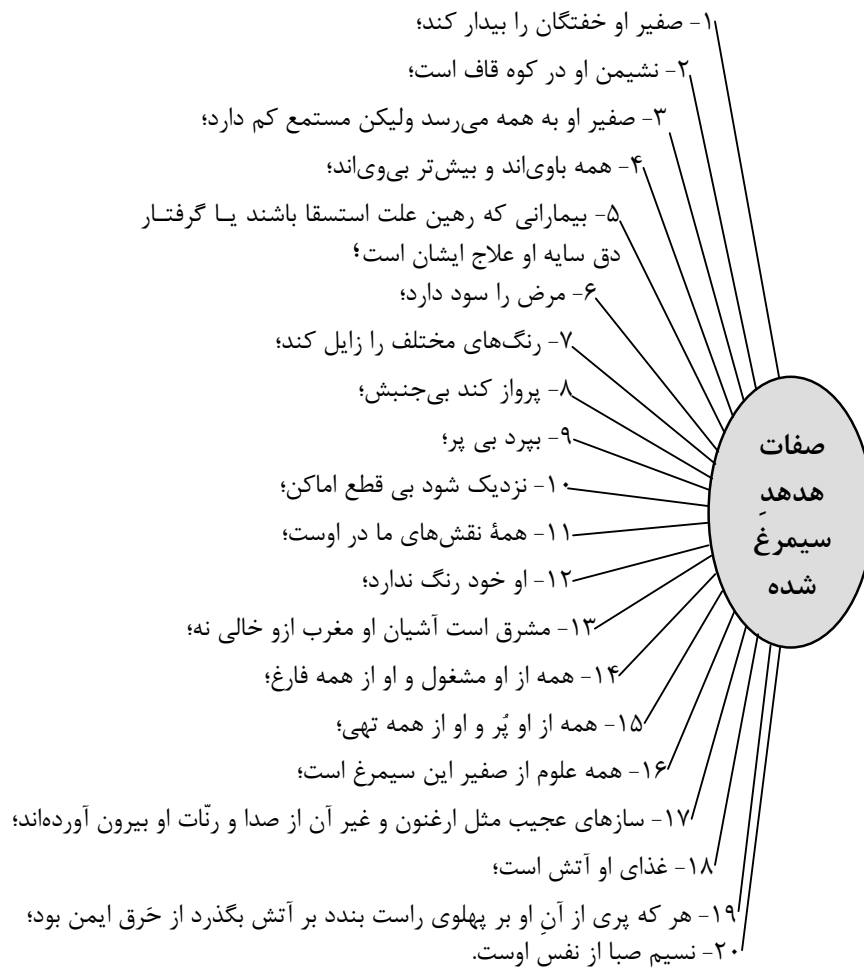 ۱- صفیر او خفتگان را بیدار کند؛
۲- نشیمن او در کوه قاف است؛
۳- صفیر او به همه می‌رسد ولیکن مستمع کم دارد؛
۴- همه باوی‌اند و بیش‌تر بی‌وی‌اند؛
۵- بیمارانی که رهین علت استسقا باشند یـا گرفتـار
دق سایه او علاج ایشان است؛
۶- مرض را سود دارد؛
۷- رنگ‌های مختلف را زایل کند؛
۸- پرواز کند بی‌جنبش؛
۹- بپرد بی پر؛
۱۰- نزدیک شود بی قطع اماکن؛
۱۱- همهٔ نقش‌های ما در اوست؛
۱۲- او خود رنگ ندارد؛
۱۳- مشرق است آشیان او مغرب ازو خالی نه؛
۱۴- همه از او مشغول و او از همه فارغ؛
۱۵- همه از او پُر و او از همه تهی؛
۱۶- همه علوم از صفیر این سیمرغ است؛
۱۷- سازهای عجیب مثل ارغنون و غیر آن از صدا و رنّات او بیرون آورده‌اند؛
۱۸- غذای او آتش است؛
۱۹- هر که پری از آنِ او بر پهلوی راست بندد بر آتش بگذرد از حَرق ایمن بود؛
۲۰- نسیم صبا از نفس اوست.
صفات
هدهدِ
سیمرغ
شده